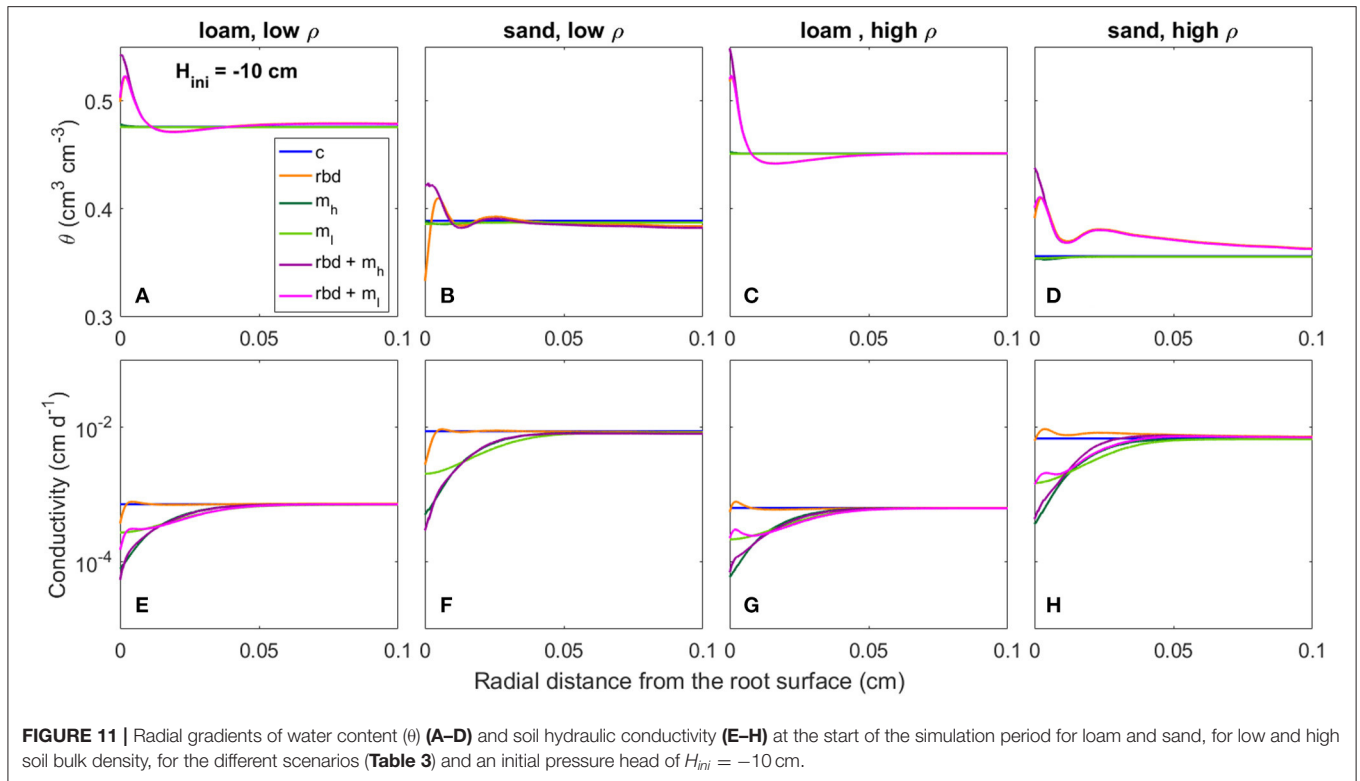 loam, low ρ
sand, low ρ
loam , high ρ
sand, high ρ
H_ini = -10 cm
θ (cm³ cm⁻³)
0.5
0.4
0.3
c
rbd
m_h
m_l
rbd + m_h
rbd + m_l
A
B
C
D
0 0.05 0.1
0 0.05 0.1
0 0.05 0.1
0 0.05 0.1
Conductivity (cm d⁻¹)
10⁻²
10⁻⁴
E
F
G
H
0 0.05 0.1
0 0.05 0.1
0 0.05 0.1
0 0.05 0.1
Radial distance from the root surface (cm)
FIGURE 11 | Radial gradients of water content (θ) (A–D) and soil hydraulic conductivity (E–H) at the start of the simulation period for loam and sand, for low and high
soil bulk density, for the different scenarios (Table 3) and an initial pressure head of H_ini = −10 cm.